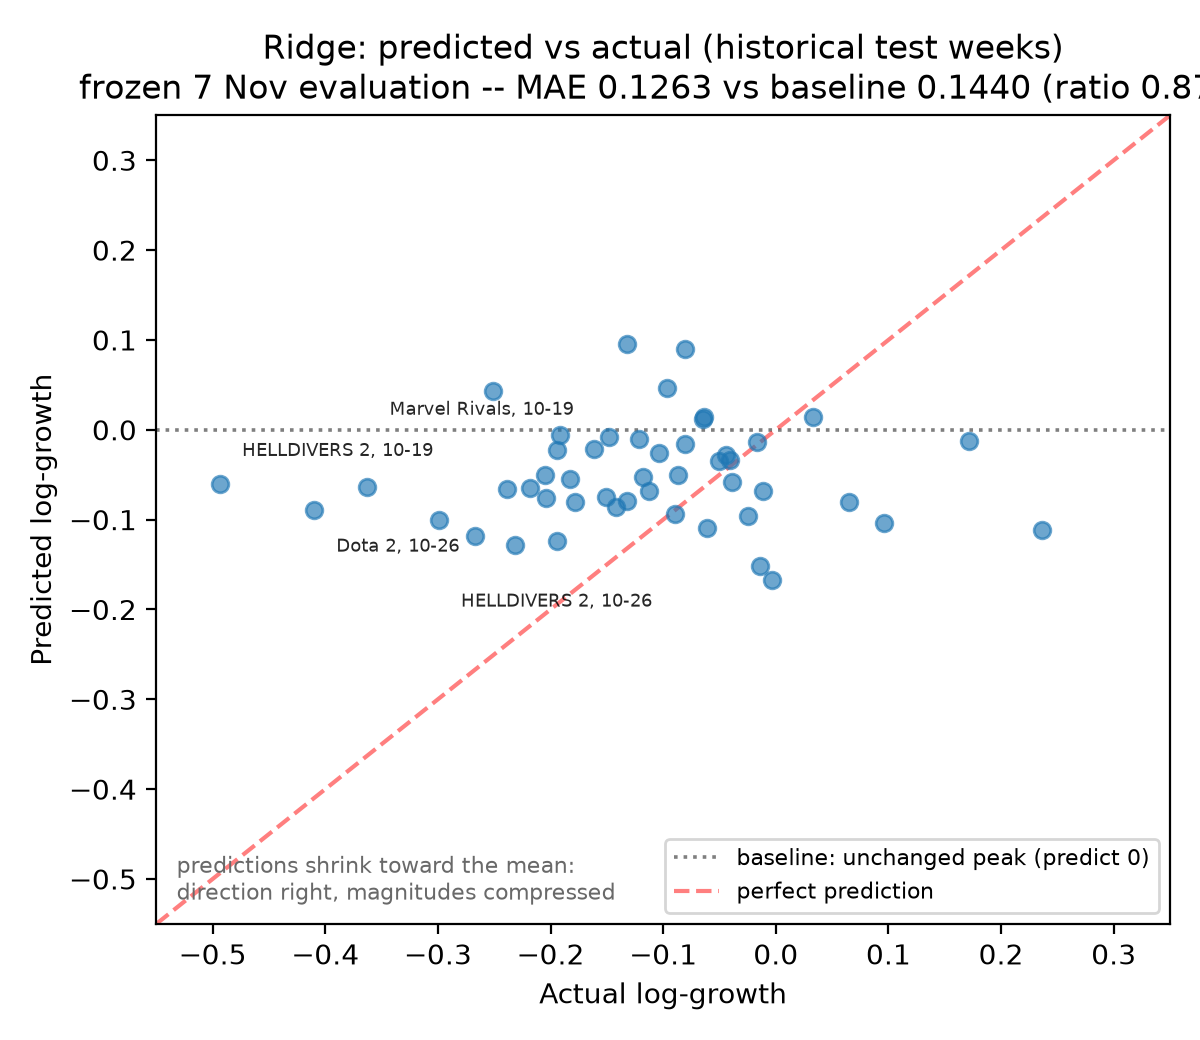 Ridge: predicted vs actual (historical test weeks)
frozen 7 Nov evaluation -- MAE 0.1263 vs baseline 0.1440 (ratio 0.87
Predicted log-growth
0.3
0.2
0.1
0.0
−0.1
−0.2
−0.3
−0.4
−0.5
Marvel Rivals, 10-19
HELLDIVERS 2, 10-19
Dota 2, 10-26
HELLDIVERS 2, 10-26
predictions shrink toward the mean:
direction right, magnitudes compressed
baseline: unchanged peak (predict 0)
perfect prediction
−0.5 −0.4 −0.3 −0.2 −0.1 0.0 0.1 0.2 0.3
Actual log-growth